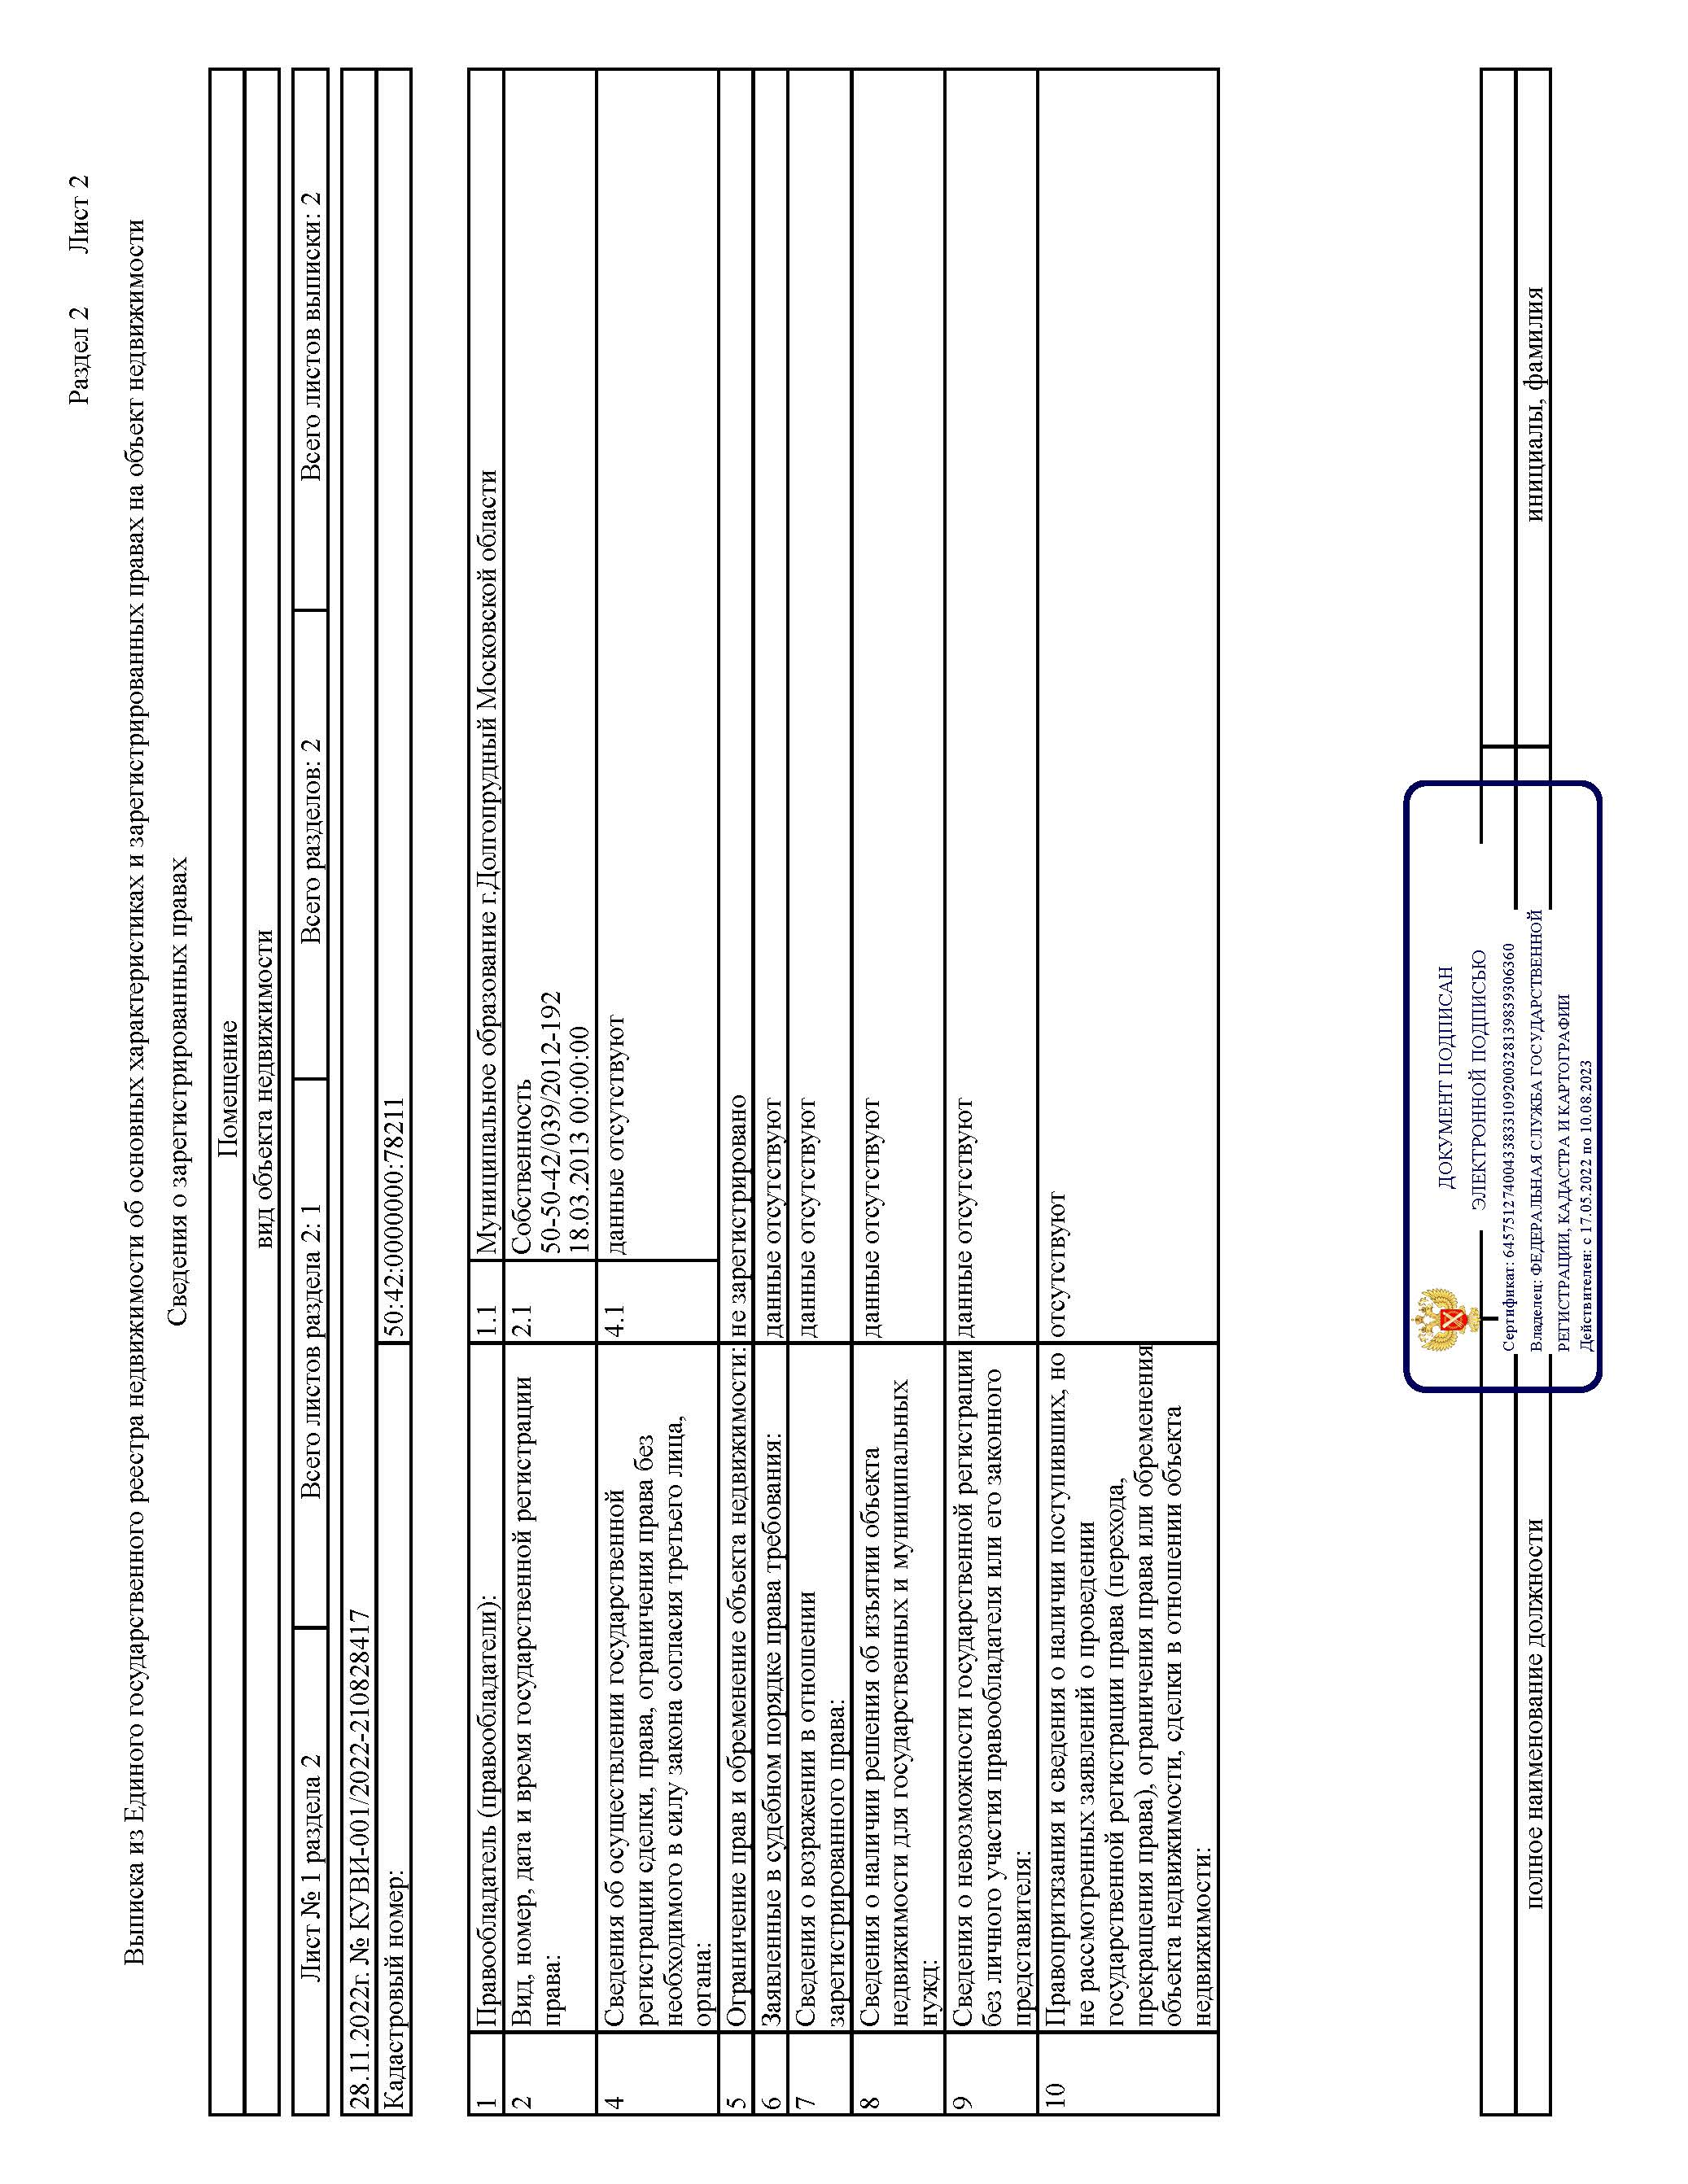 Раздел 2 Лист 2
Выписка из Единого государственного реестра недвижимости об основных характеристиках и зарегистрированных правах на объект недвижимости
Сведения о зарегистрированных правах
Помещение
вид объекта недвижимости
Лист № 1 раздела 2 Всего листов раздела 2: 1 Всего разделов: 2 Всего листов выписки: 2
28.11.2022г. № КУВИ-001/2022-210828417
Кадастровый номер: 50:42:0000000:78211
1 Правообладатель (правообладатели): 1.1 Муниципальное образование г.Долгопрудный Московской области
2 Вид, номер, дата и время государственной регистрации 2.1 Собственность
права: 50-50-42/039/2012-192
18.03.2013 00:00:00
4 Сведения об осуществлении государственной 4.1 данные отсутствуют
регистрации сделки, права, ограничения права без
необходимого в силу закона согласия третьего лица,
органа:
5 Ограничение прав и обременение объекта недвижимости: не зарегистрировано
6 Заявленные в судебном порядке права требования: данные отсутствуют
7 Сведения о возражении в отношении данные отсутствуют
зарегистрированного права:
8 Сведения о наличии решения об изъятии объекта данные отсутствуют
недвижимости для государственных и муниципальных
нужд:
9 Сведения о невозможности государственной регистрации данные отсутствуют
без личного участия правообладателя или его законного
представителя:
10 Правопритязания и сведения о наличии поступивших, но отсутствуют
не рассмотренных заявлений о проведении
государственной регистрации права (перехода,
прекращения права), ограничения права или обременения
объекта недвижимости, сделки в отношении объекта
недвижимости:
ДОКУМЕНТ ПОДПИСАН
ЭЛЕКТРОННОЙ ПОДПИСЬЮ
Сертификат: 64575127400433833109200328139839306360
Владелец: ФЕДЕРАЛЬНАЯ СЛУЖБА ГОСУДАРСТВЕННОЙ
РЕГИСТРАЦИИ, КАДАСТРА И КАРТОГРАФИИ
Действителен: с 17.05.2022 по 10.08.2023
полное наименование должности инициалы, фамилия